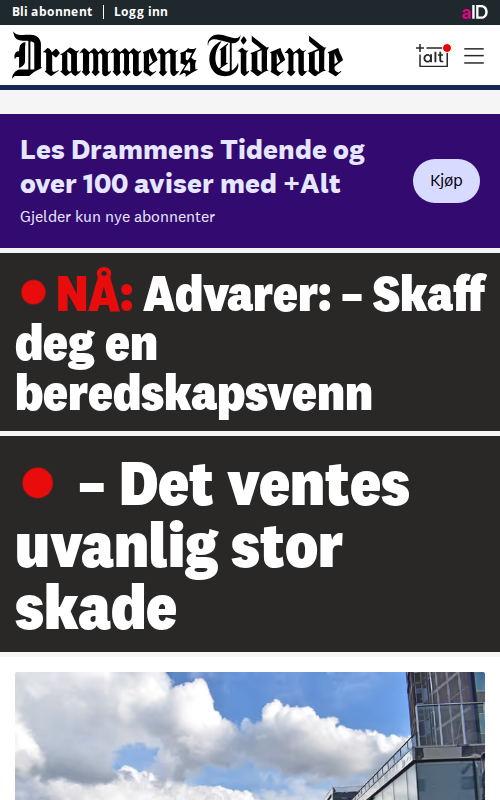 Bli abonnent Logg inn aID
Drammens Tidende +alt
Les Drammens Tidende og
over 100 aviser med +Alt
Gjelder kun nye abonnenter
Kjøp
NÅ: Advarer: – Skaff
deg en
beredskapsvenn
– Det ventes
uvanlig stor
skade